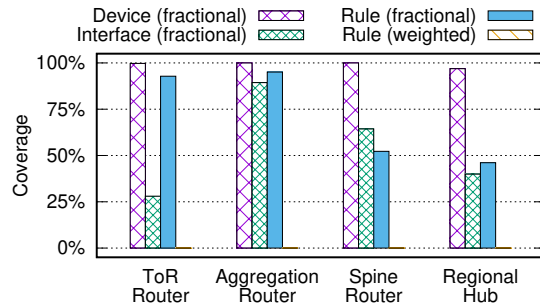 Device (fractional)
Rule (fractional)
Interface (fractional)
Rule (weighted)
100%
75%
50%
25%
0%
Coverage
ToR Router
Aggregation Router
Spine Router
Regional Hub